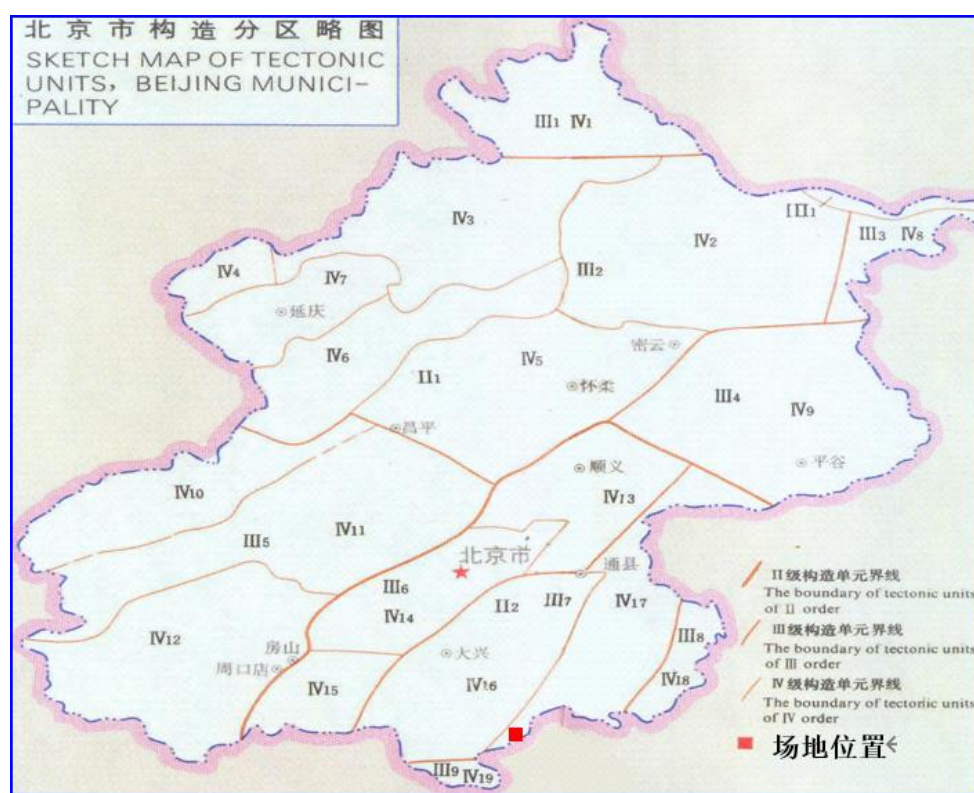 北京市构造分区略图
SKETCH MAP OF TECTONIC
UNITS, BEIJING MUNICI-
PALITY
III1 IV1
III1
IV3
IV2
III3 IV8
IV4
IV7
III2
延庆
IV6
密云
II1
IV5
怀柔
III4
IV9
昌平
平谷
顺义
IV10
IV13
IV11
III5
北京市
通县
II级构造单元界线
The boundary of tectonic units
of II order
III6
II2
III7
IV17
IV14
III级构造单元界线
The boundary of tectonic units
of III order
IV12
III8
房山
大兴
周口店
IV15
IV16
IV18
IV级构造单元界线
The boundary of tectonic units
of IV order
场地位置
III9 IV19